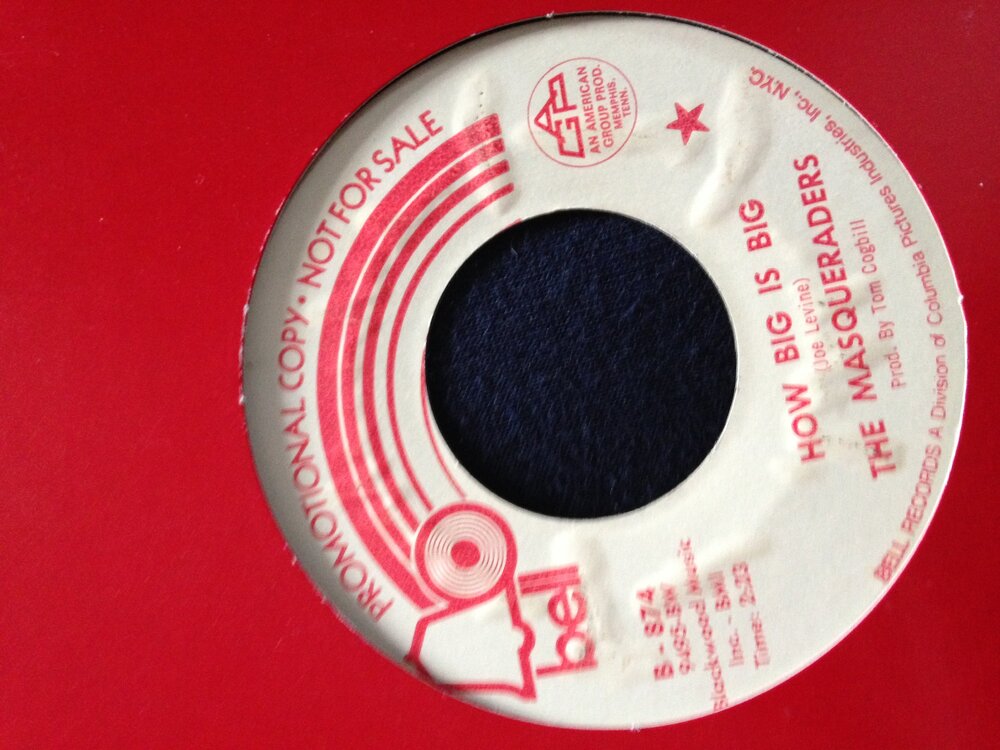 PROMOTIONAL COPY • NOT FOR SALE
bell
AGP
AN AMERICAN
GROUP PROD.
MEMPHIS,
TENN.
B - 874
Blackwood Music
Inc. - BMI
Time: 2:33
HOW BIG IS BIG
(Joe Levine)
THE MASQUERADERS
Prod. By Tom Cogbill
BELL RECORDS A Division of Columbia Pictures Industries, Inc., NYC.